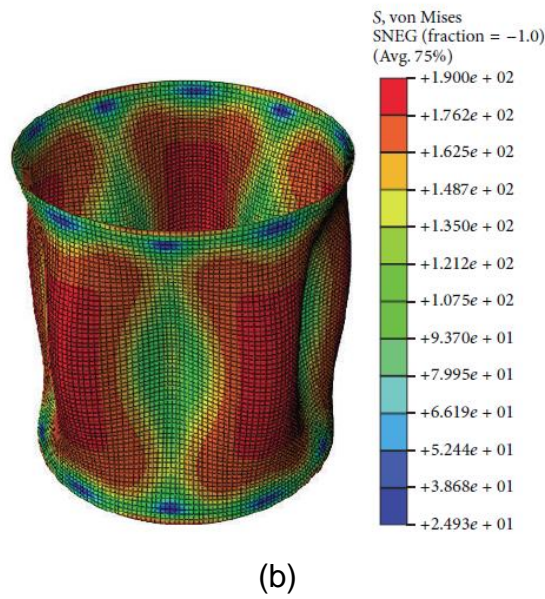 S, von Mises
SNEG (fraction = −1.0)
(Avg. 75%)
+1.900e + 02
+1.762e + 02
+1.625e + 02
+1.487e + 02
+1.350e + 02
+1.212e + 02
+1.075e + 02
+9.370e + 01
+7.995e + 01
+6.619e + 01
+5.244e + 01
+3.868e + 01
+2.493e + 01
(b)